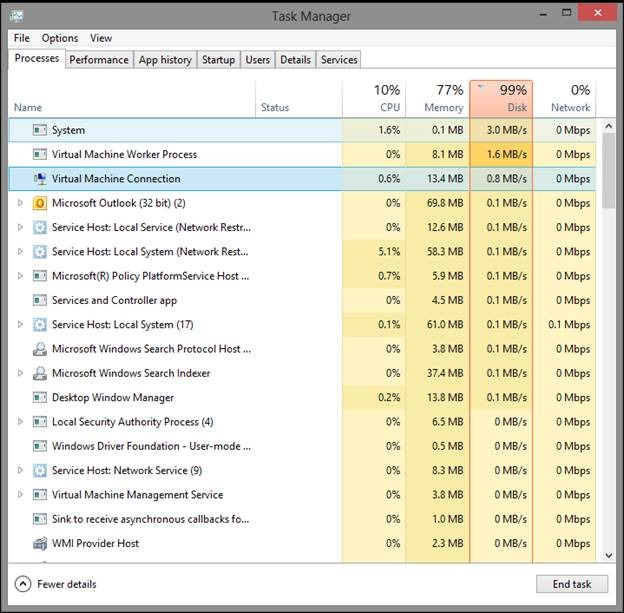 Task Manager
File Options View
Processes Performance App history Startup Users Details Services
10% 77% 99% 0%
Name Status CPU Memory Disk Network
System 1.6% 0.1 MB 3.0 MB/s 0 Mbps
Virtual Machine Worker Process 0% 8.1 MB 1.6 MB/s 0 Mbps
Virtual Machine Connection 0.6% 13.4 MB 0.8 MB/s 0 Mbps
Microsoft Outlook (32 bit) (2) 0% 69.8 MB 0.1 MB/s 0 Mbps
Service Host: Local Service (Network Restr... 0% 12.6 MB 0.1 MB/s 0 Mbps
Service Host: Local System (Network Restr... 5.1% 58.3 MB 0.1 MB/s 0 Mbps
Microsoft(R) Policy PlatformService Host ... 0.7% 5.9 MB 0.1 MB/s 0 Mbps
Services and Controller app 0% 4.5 MB 0.1 MB/s 0 Mbps
Service Host: Local System (17) 0.1% 61.0 MB 0.1 MB/s 0.1 Mbps
Microsoft Windows Search Protocol Host ... 0% 3.8 MB 0.1 MB/s 0 Mbps
Microsoft Windows Search Indexer 0% 37.4 MB 0.1 MB/s 0 Mbps
Desktop Window Manager 0.2% 13.8 MB 0.1 MB/s 0 Mbps
Local Security Authority Process (4) 0% 6.5 MB 0 MB/s 0 Mbps
Windows Driver Foundation - User-mode ... 0% 0.5 MB 0 MB/s 0 Mbps
Service Host: Network Service (9) 0% 8.3 MB 0 MB/s 0 Mbps
Virtual Machine Management Service 0% 3.8 MB 0 MB/s 0 Mbps
Sink to receive asynchronous callbacks fo... 0% 1.0 MB 0 MB/s 0 Mbps
WMI Provider Host 0% 2.3 MB 0 MB/s 0 Mbps
Fewer details End task